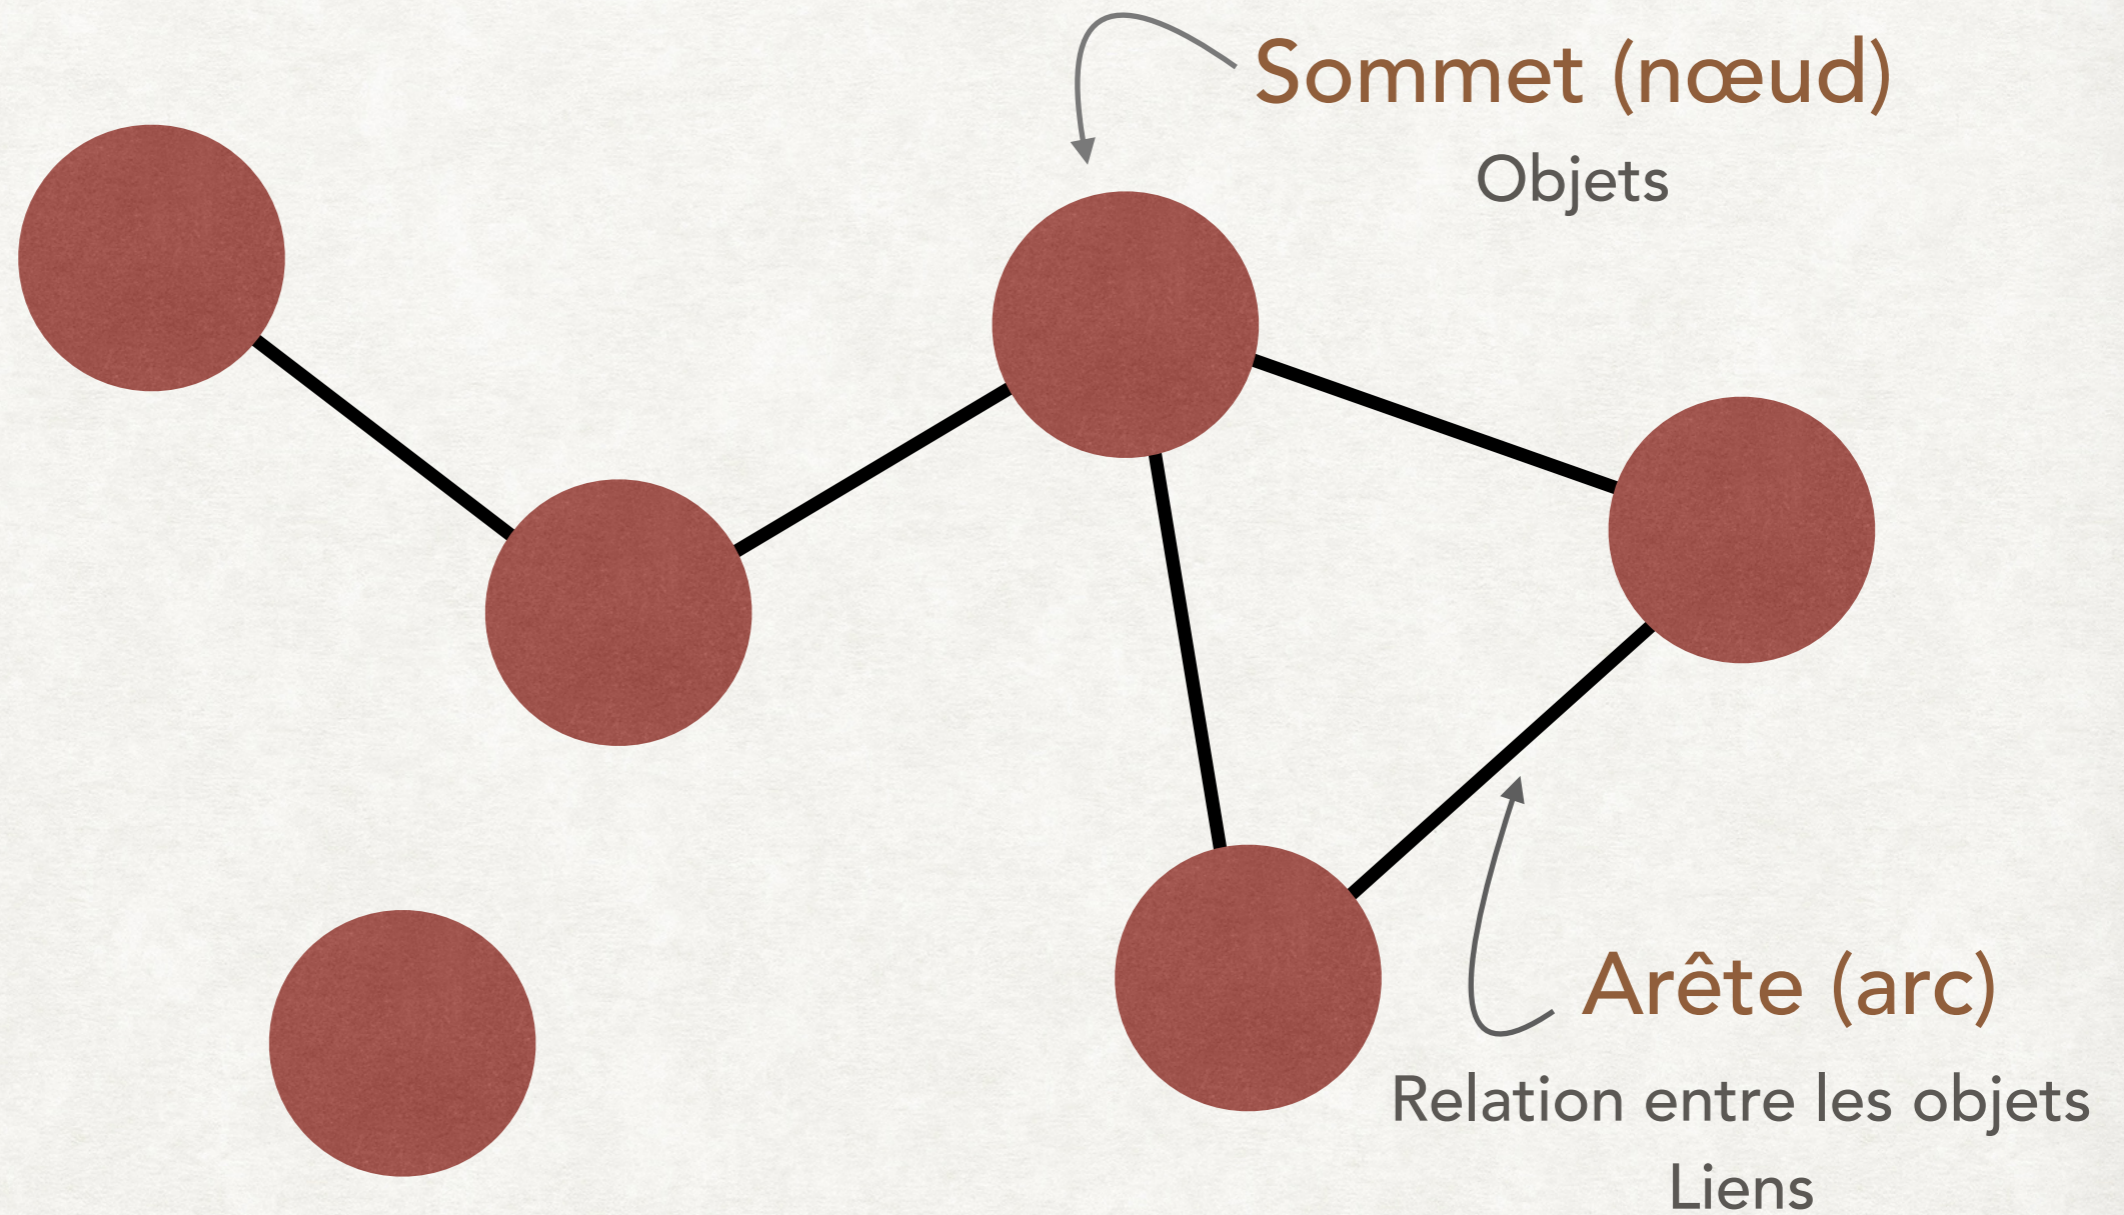 Sommet (nœud)
Objets
Arête (arc)
Relation entre les objets
Liens